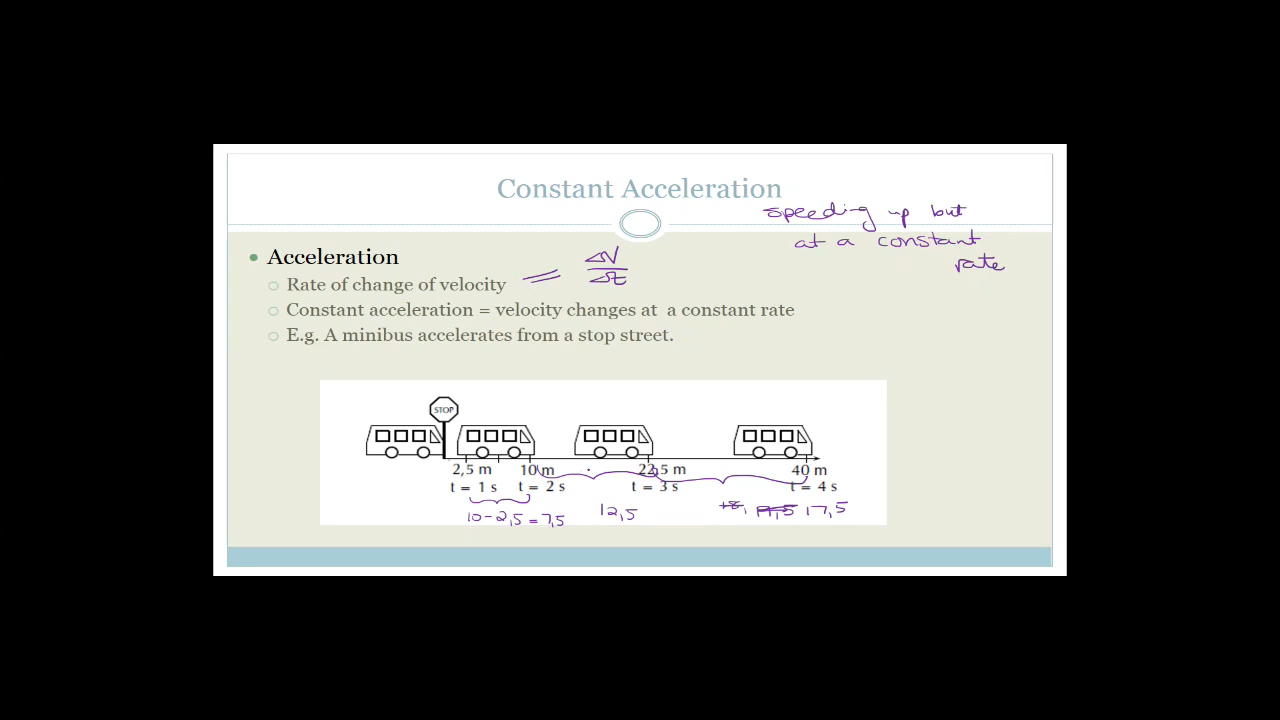 Constant Acceleration
speeding up but
at a constant
rate
Acceleration
Rate of change of velocity = ΔV
Δt
Constant acceleration = velocity changes at a constant rate
E.g. A minibus accelerates from a stop street.
STOP
2,5 m 10 m 22,5 m 40 m
t = 1 s t = 2 s t = 3 s t = 4 s
10-2,5 = 7,5 12,5 17,5